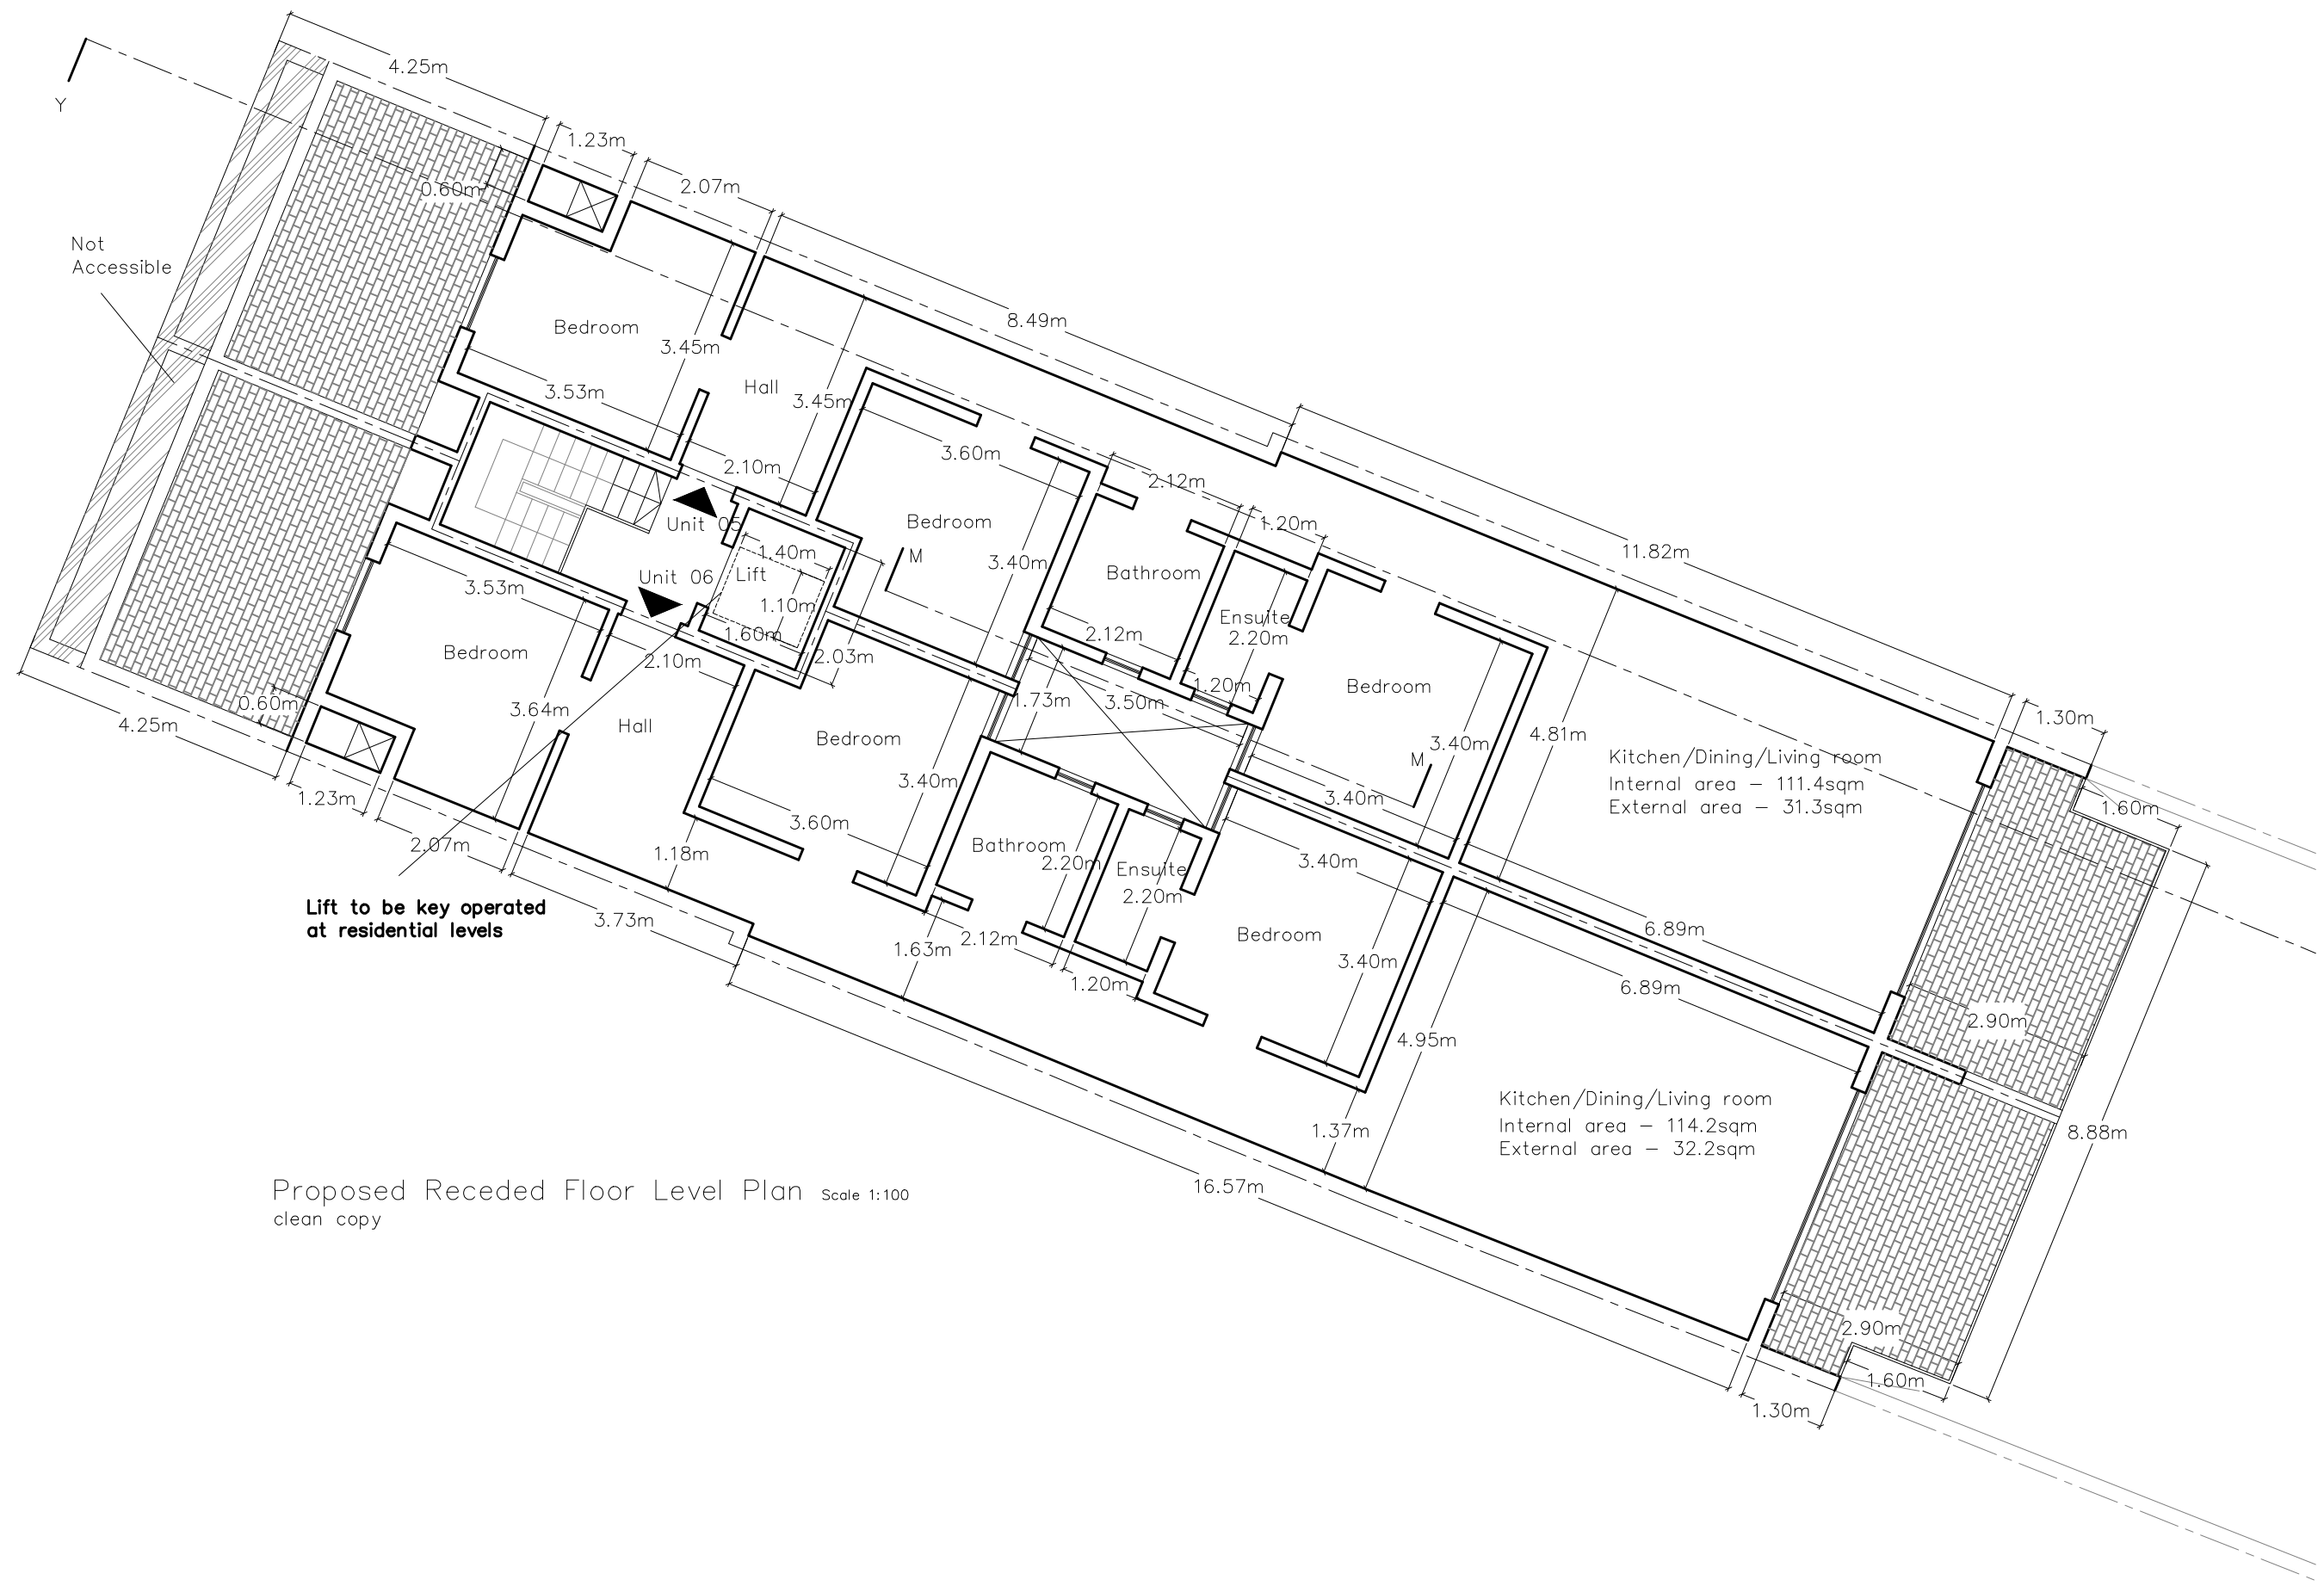 4.25m
Y
1.23m
2.07m
0.60m
Not
Accessible
8.49m
Bedroom
3.45m
Hall
3.53m
3.45m
3.60m
2.10m
2.12m
Unit 05
Bedroom
1.20m
11.82m
M
1.40m
Lift
Unit 06
3.40m
Bathroom
3.53m
1.10m
Ensuite
1.60m
2.12m
2.20m
Bedroom
2.10m
2.03m
1.20m
Bedroom
1.73m
3.50m
0.60m
3.64m
1.30m
4.25m
Hall
Bedroom
3.40m
4.81m
M
Kitchen/Dining/Living room
Internal area – 111.4sqm
External area – 31.3sqm
3.40m
1.23m
3.40m
1.60m
3.60m
2.07m
1.18m
Bathroom
2.20m
Ensuite
2.20m
3.40m
Lift to be key operated
at residential levels
3.73m
1.63m
2.12m
Bedroom
6.89m
3.40m
1.20m
6.89m
2.90m
4.95m
Kitchen/Dining/Living room
Internal area – 114.2sqm
External area – 32.2sqm
1.37m
8.88m
16.57m
Proposed Receded Floor Level Plan Scale 1:100
clean copy
2.90m
1.60m
1.30m